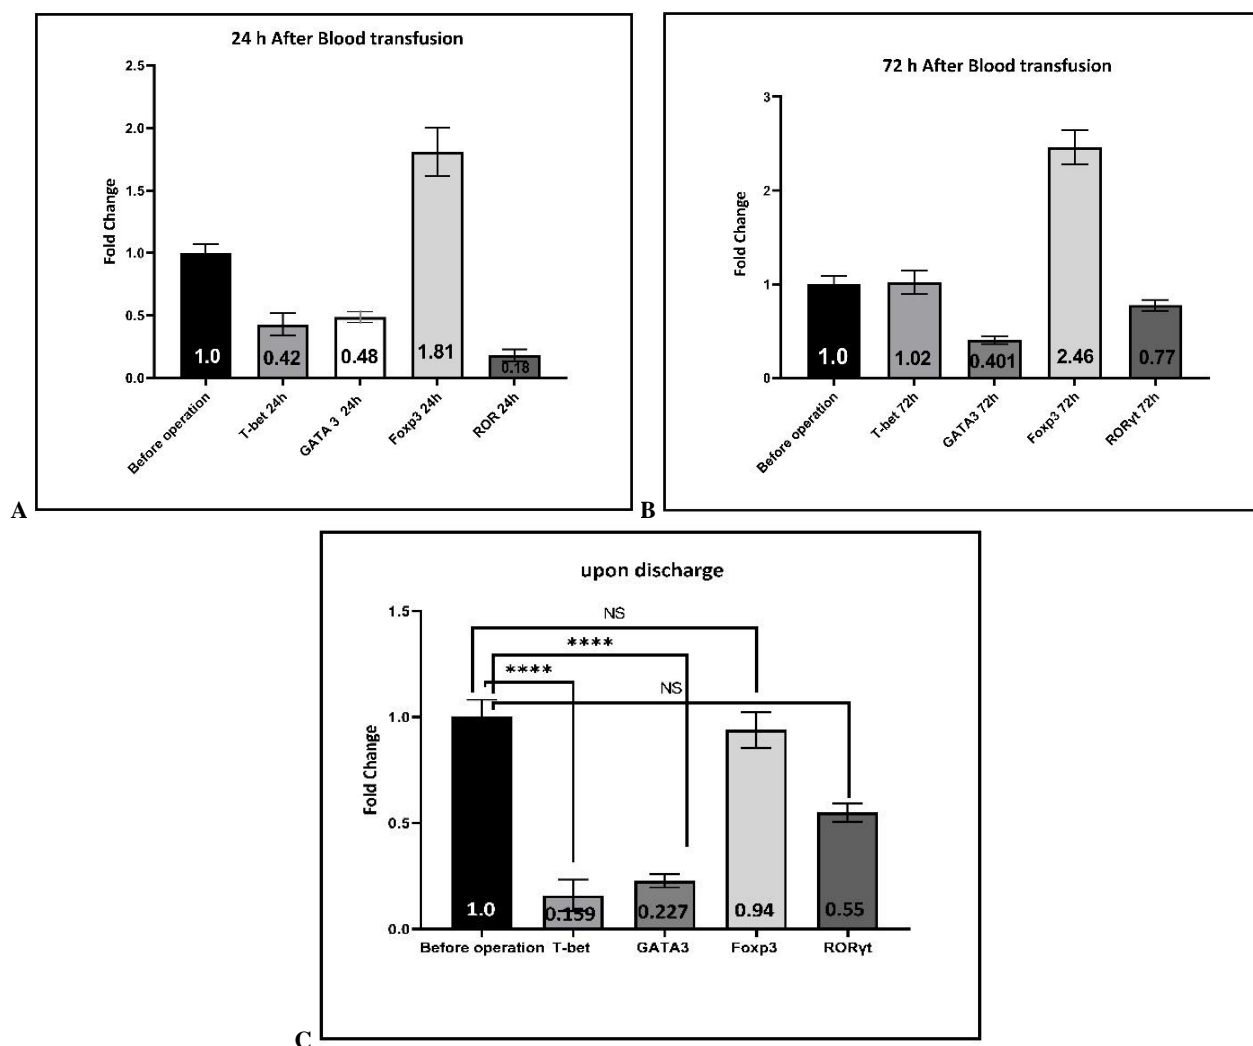 24 h After Blood transfusion
Fold Change
2.5
2.0
1.5
1.0
0.5
0.0
1.0
0.42
0.48
1.81
0.18
Before operation
T-bet 24h
GATA 3 24h
Foxp3 24h
ROR 24h
A
72 h After Blood transfusion
Fold Change
3
2
1
0
1.0
1.02
0.401
2.46
0.77
Before operation
T-bet 72h
GATA3 72h
Foxp3 72h
RORγt 72h
B
upon discharge
Fold Change
1.5
1.0
0.5
0.0
NS
****
****
NS
1.0
0.159
0.227
0.94
0.55
Before operation
T-bet
GATA3
Foxp3
RORγt
C